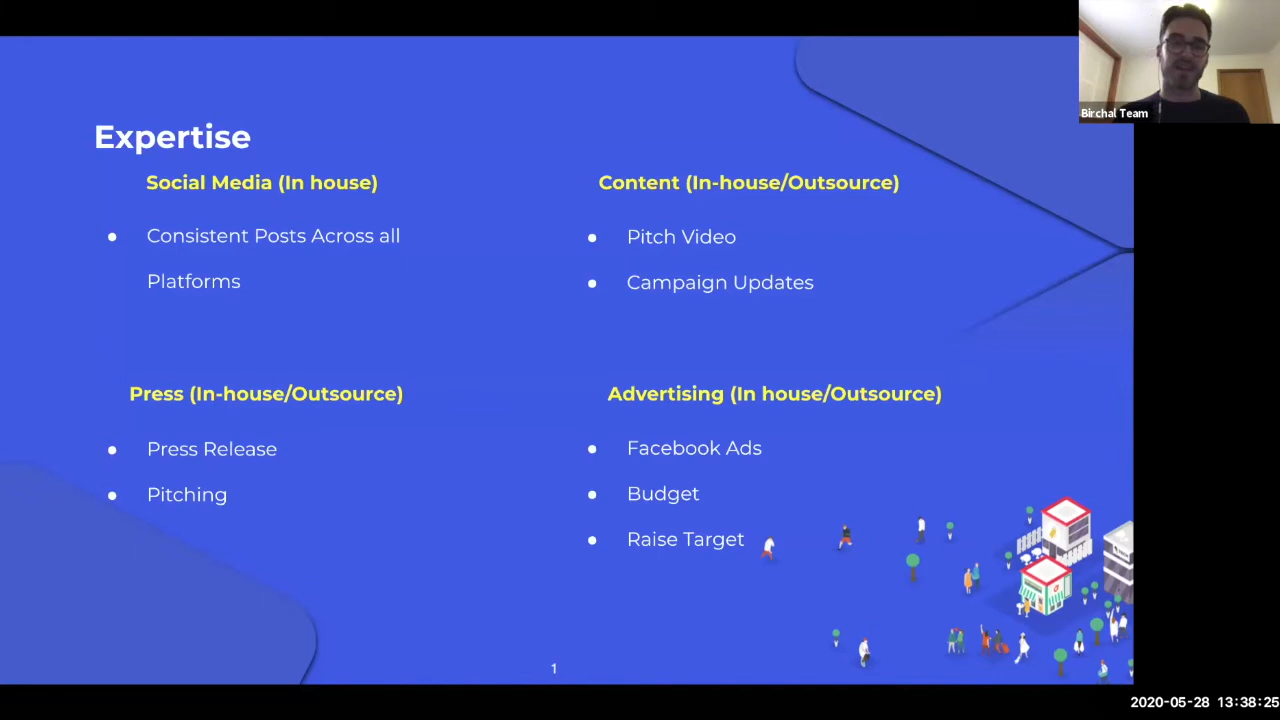 Birchal Team
Expertise
Social Media (In house)
Consistent Posts Across all
Platforms
Content (In-house/Outsource)
Pitch Video
Campaign Updates
Press (In-house/Outsource)
Press Release
Pitching
Advertising (In house/Outsource)
Facebook Ads
Budget
Raise Target
1
2020-05-28 13:38:25